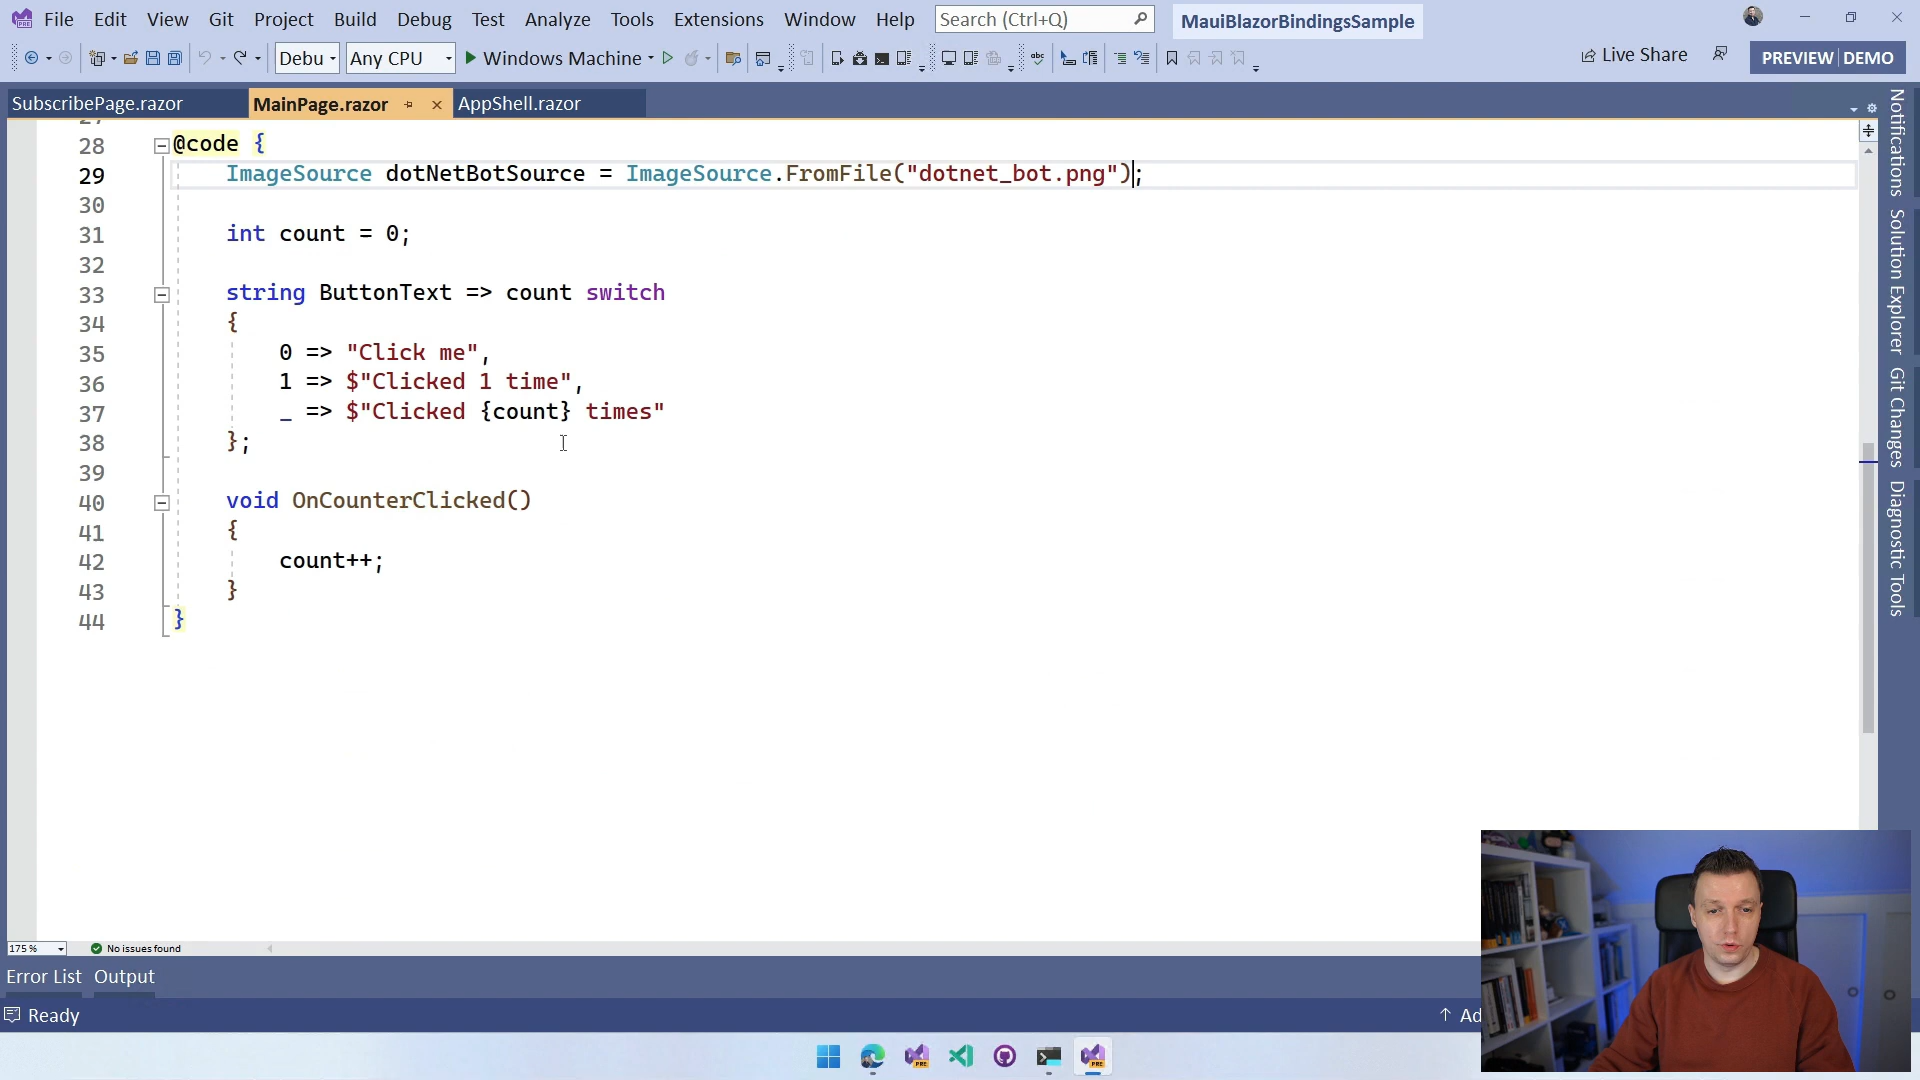 File Edit View Git Project Build Debug Test Analyze Tools Extensions Window Help Search (Ctrl+Q) MauiBlazorBindingsSample
Debu Any CPU Windows Machine Live Share PREVIEW DEMO
SubscribePage.razor MainPage.razor AppShell.razor
28 @code {
29 ImageSource dotNetBotSource = ImageSource.FromFile("dotnet_bot.png");
30
31 int count = 0;
32
33 string ButtonText => count switch
34 {
35 0 => "Click me",
36 1 => $"Clicked 1 time",
37 _ => $"Clicked {count} times"
38 };
39
40 void OnCounterClicked()
41 {
42 count++;
43 }
44 }
Notifications
Solution Explorer
Git Changes
Diagnostic Tools
175 % No issues found
Error List Output
Ready Ad